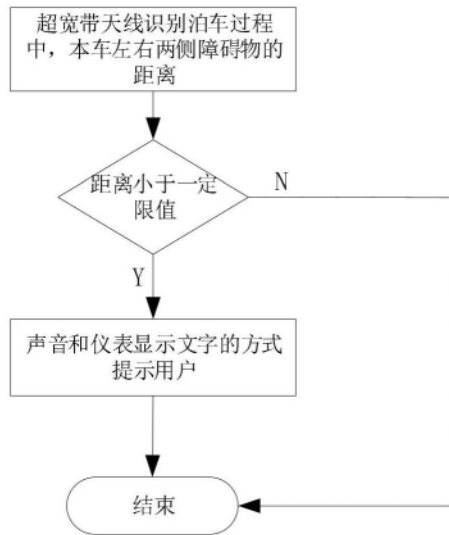 超宽带天线识别泊车过程
中，本车左右两侧障碍物的
距离
距离小于一定
限值
N
Y
声音和仪表显示文字的方式
提示用户
结束